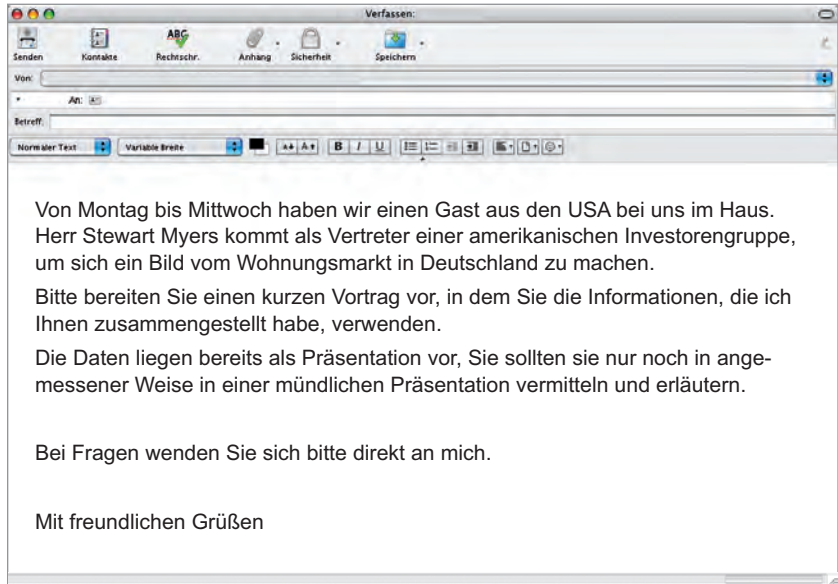 Verfassen:
Senden Kontakte Rechtschr. Anhang Sicherheit Speichern
ABC
Von:
An:
Betreff:
Normaler Text Variable Breite B I U
Von Montag bis Mittwoch haben wir einen Gast aus den USA bei uns im Haus.
Herr Stewart Myers kommt als Vertreter einer amerikanischen Investorengruppe,
um sich ein Bild vom Wohnungsmarkt in Deutschland zu machen.
Bitte bereiten Sie einen kurzen Vortrag vor, in dem Sie die Informationen, die ich
Ihnen zusammengestellt habe, verwenden.
Die Daten liegen bereits als Präsentation vor, Sie sollten sie nur noch in ange-
messener Weise in einer mündlichen Präsentation vermitteln und erläutern.
Bei Fragen wenden Sie sich bitte direkt an mich.
Mit freundlichen Grüßen